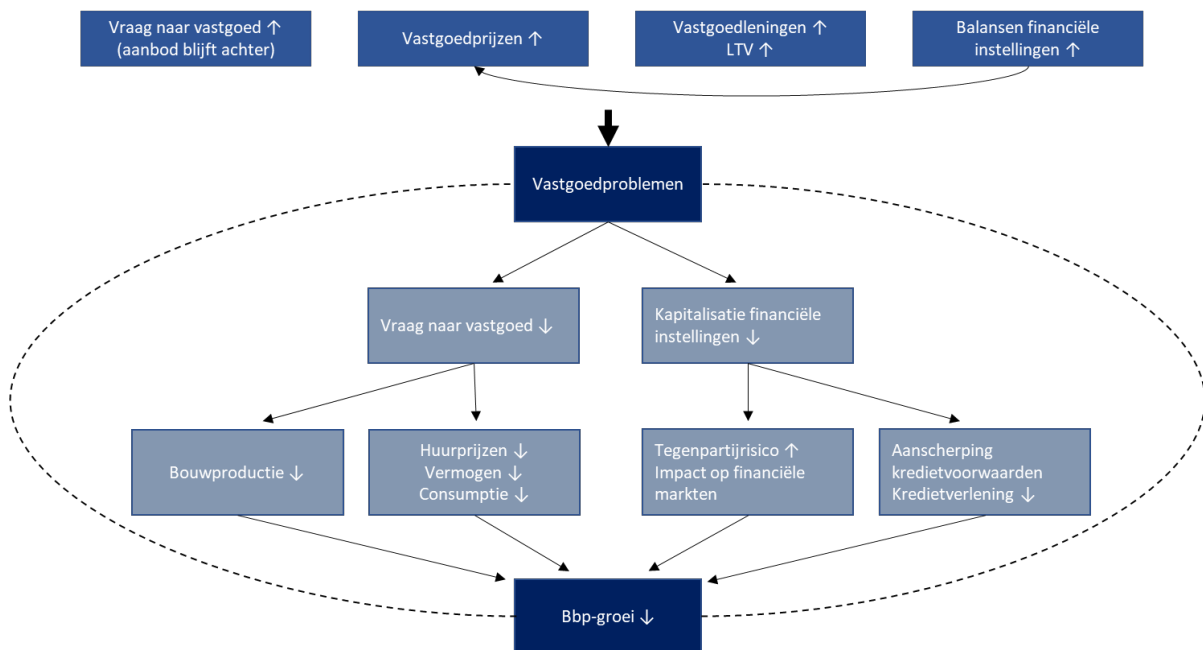 Vraag naar vastgoed ↑
(aanbod blijft achter)
Vastgoedprijzen ↑
Vastgoedleningen ↑
LTV ↑
Balansen financiële
instellingen ↑
Vastgoedproblemen
Vraag naar vastgoed ↓
Kapitalisatie financiële
instellingen ↓
Bouwproductie ↓
Huurprijzen ↓
Vermogen ↓
Consumptie ↓
Tegenpartijrisico ↑
Impact op financiële
markten
Aanscherping
kredietvoorwaarden
Kredietverlening ↓
Bbp-groei ↓